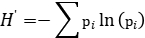 H' = − ∑ pᵢ ln (pᵢ)